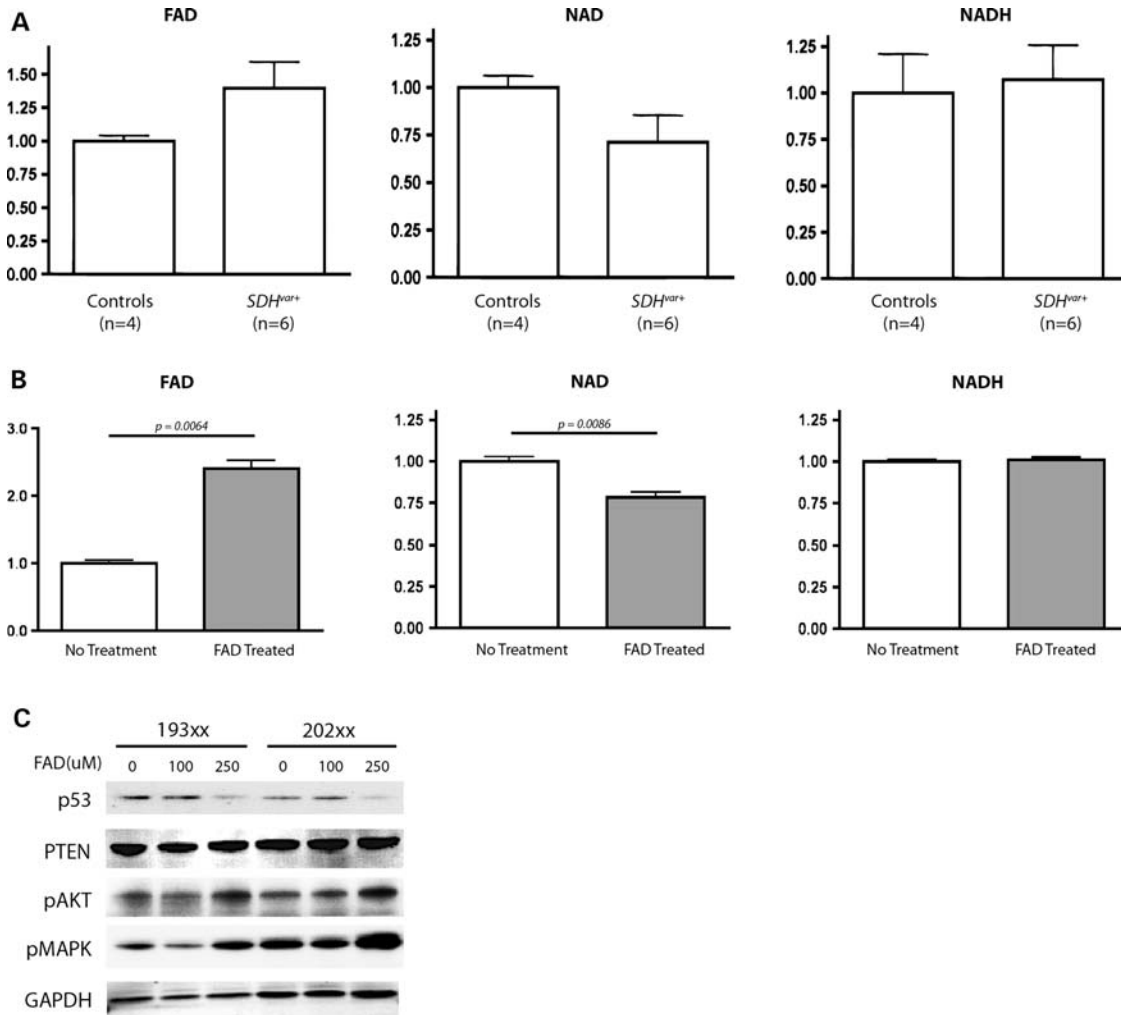 A
FAD
NAD
NADH
1.50
1.25
1.00
0.75
0.50
0.25
0.00
Controls
(n=4)
SDHvar+
(n=6)
1.25
1.00
0.75
0.50
0.25
0.00
Controls
(n=4)
SDHvar+
(n=6)
1.25
1.00
0.75
0.50
0.25
0.00
Controls
(n=4)
SDHvar+
(n=6)
B
FAD
NAD
NADH
3.0
2.0
1.0
0.0
p = 0.0064
No Treatment FAD Treated
1.25
1.00
0.75
0.50
0.25
0.00
p = 0.0086
No Treatment FAD Treated
1.25
1.00
0.75
0.50
0.25
0.00
No Treatment FAD Treated
C
193xx 202xx
FAD(uM) 0 100 250 0 100 250
p53
PTEN
pAKT
pMAPK
GAPDH